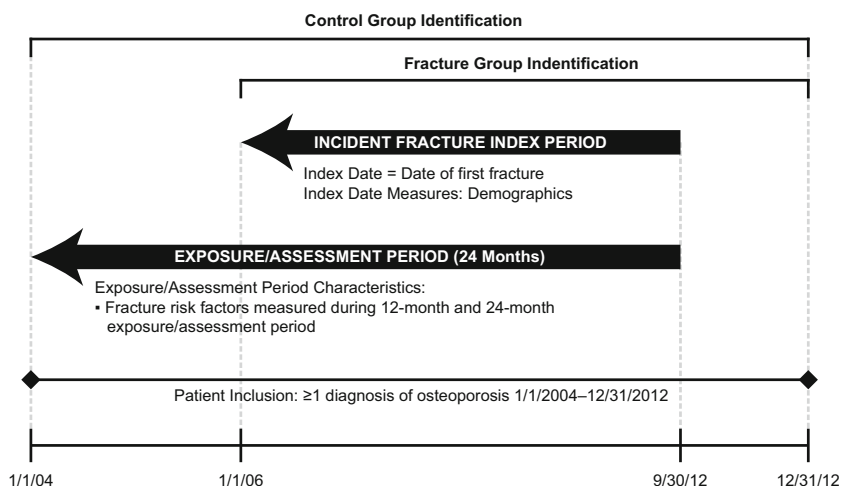 Control Group Identification
Fracture Group Indentification
INCIDENT FRACTURE INDEX PERIOD
Index Date = Date of first fracture
Index Date Measures: Demographics
EXPOSURE/ASSESSMENT PERIOD (24 Months)
Exposure/Assessment Period Characteristics:
▪ Fracture risk factors measured during 12-month and 24-month
exposure/assessment period
Patient Inclusion: ≥1 diagnosis of osteoporosis 1/1/2004–12/31/2012
1/1/04 1/1/06 9/30/12 12/31/12